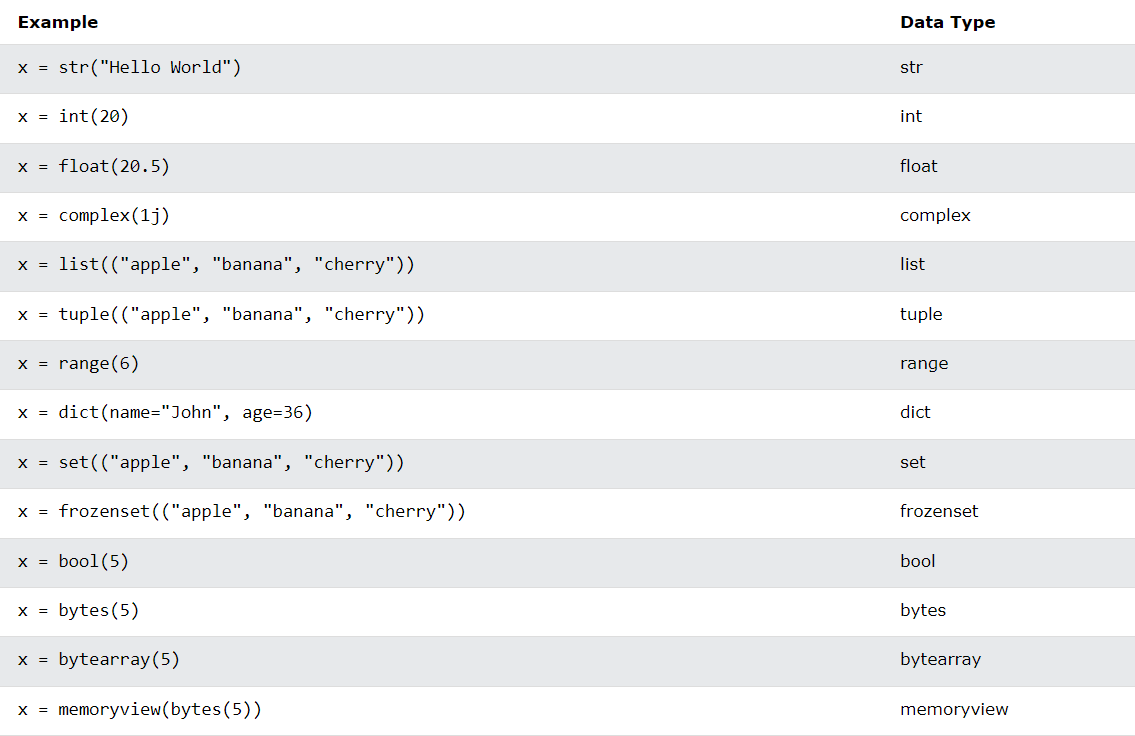 Example Data Type
x = str("Hello World") str
x = int(20) int
x = float(20.5) float
x = complex(1j) complex
x = list(("apple", "banana", "cherry")) list
x = tuple(("apple", "banana", "cherry")) tuple
x = range(6) range
x = dict(name="John", age=36) dict
x = set(("apple", "banana", "cherry")) set
x = frozenset(("apple", "banana", "cherry")) frozenset
x = bool(5) bool
x = bytes(5) bytes
x = bytearray(5) bytearray
x = memoryview(bytes(5)) memoryview